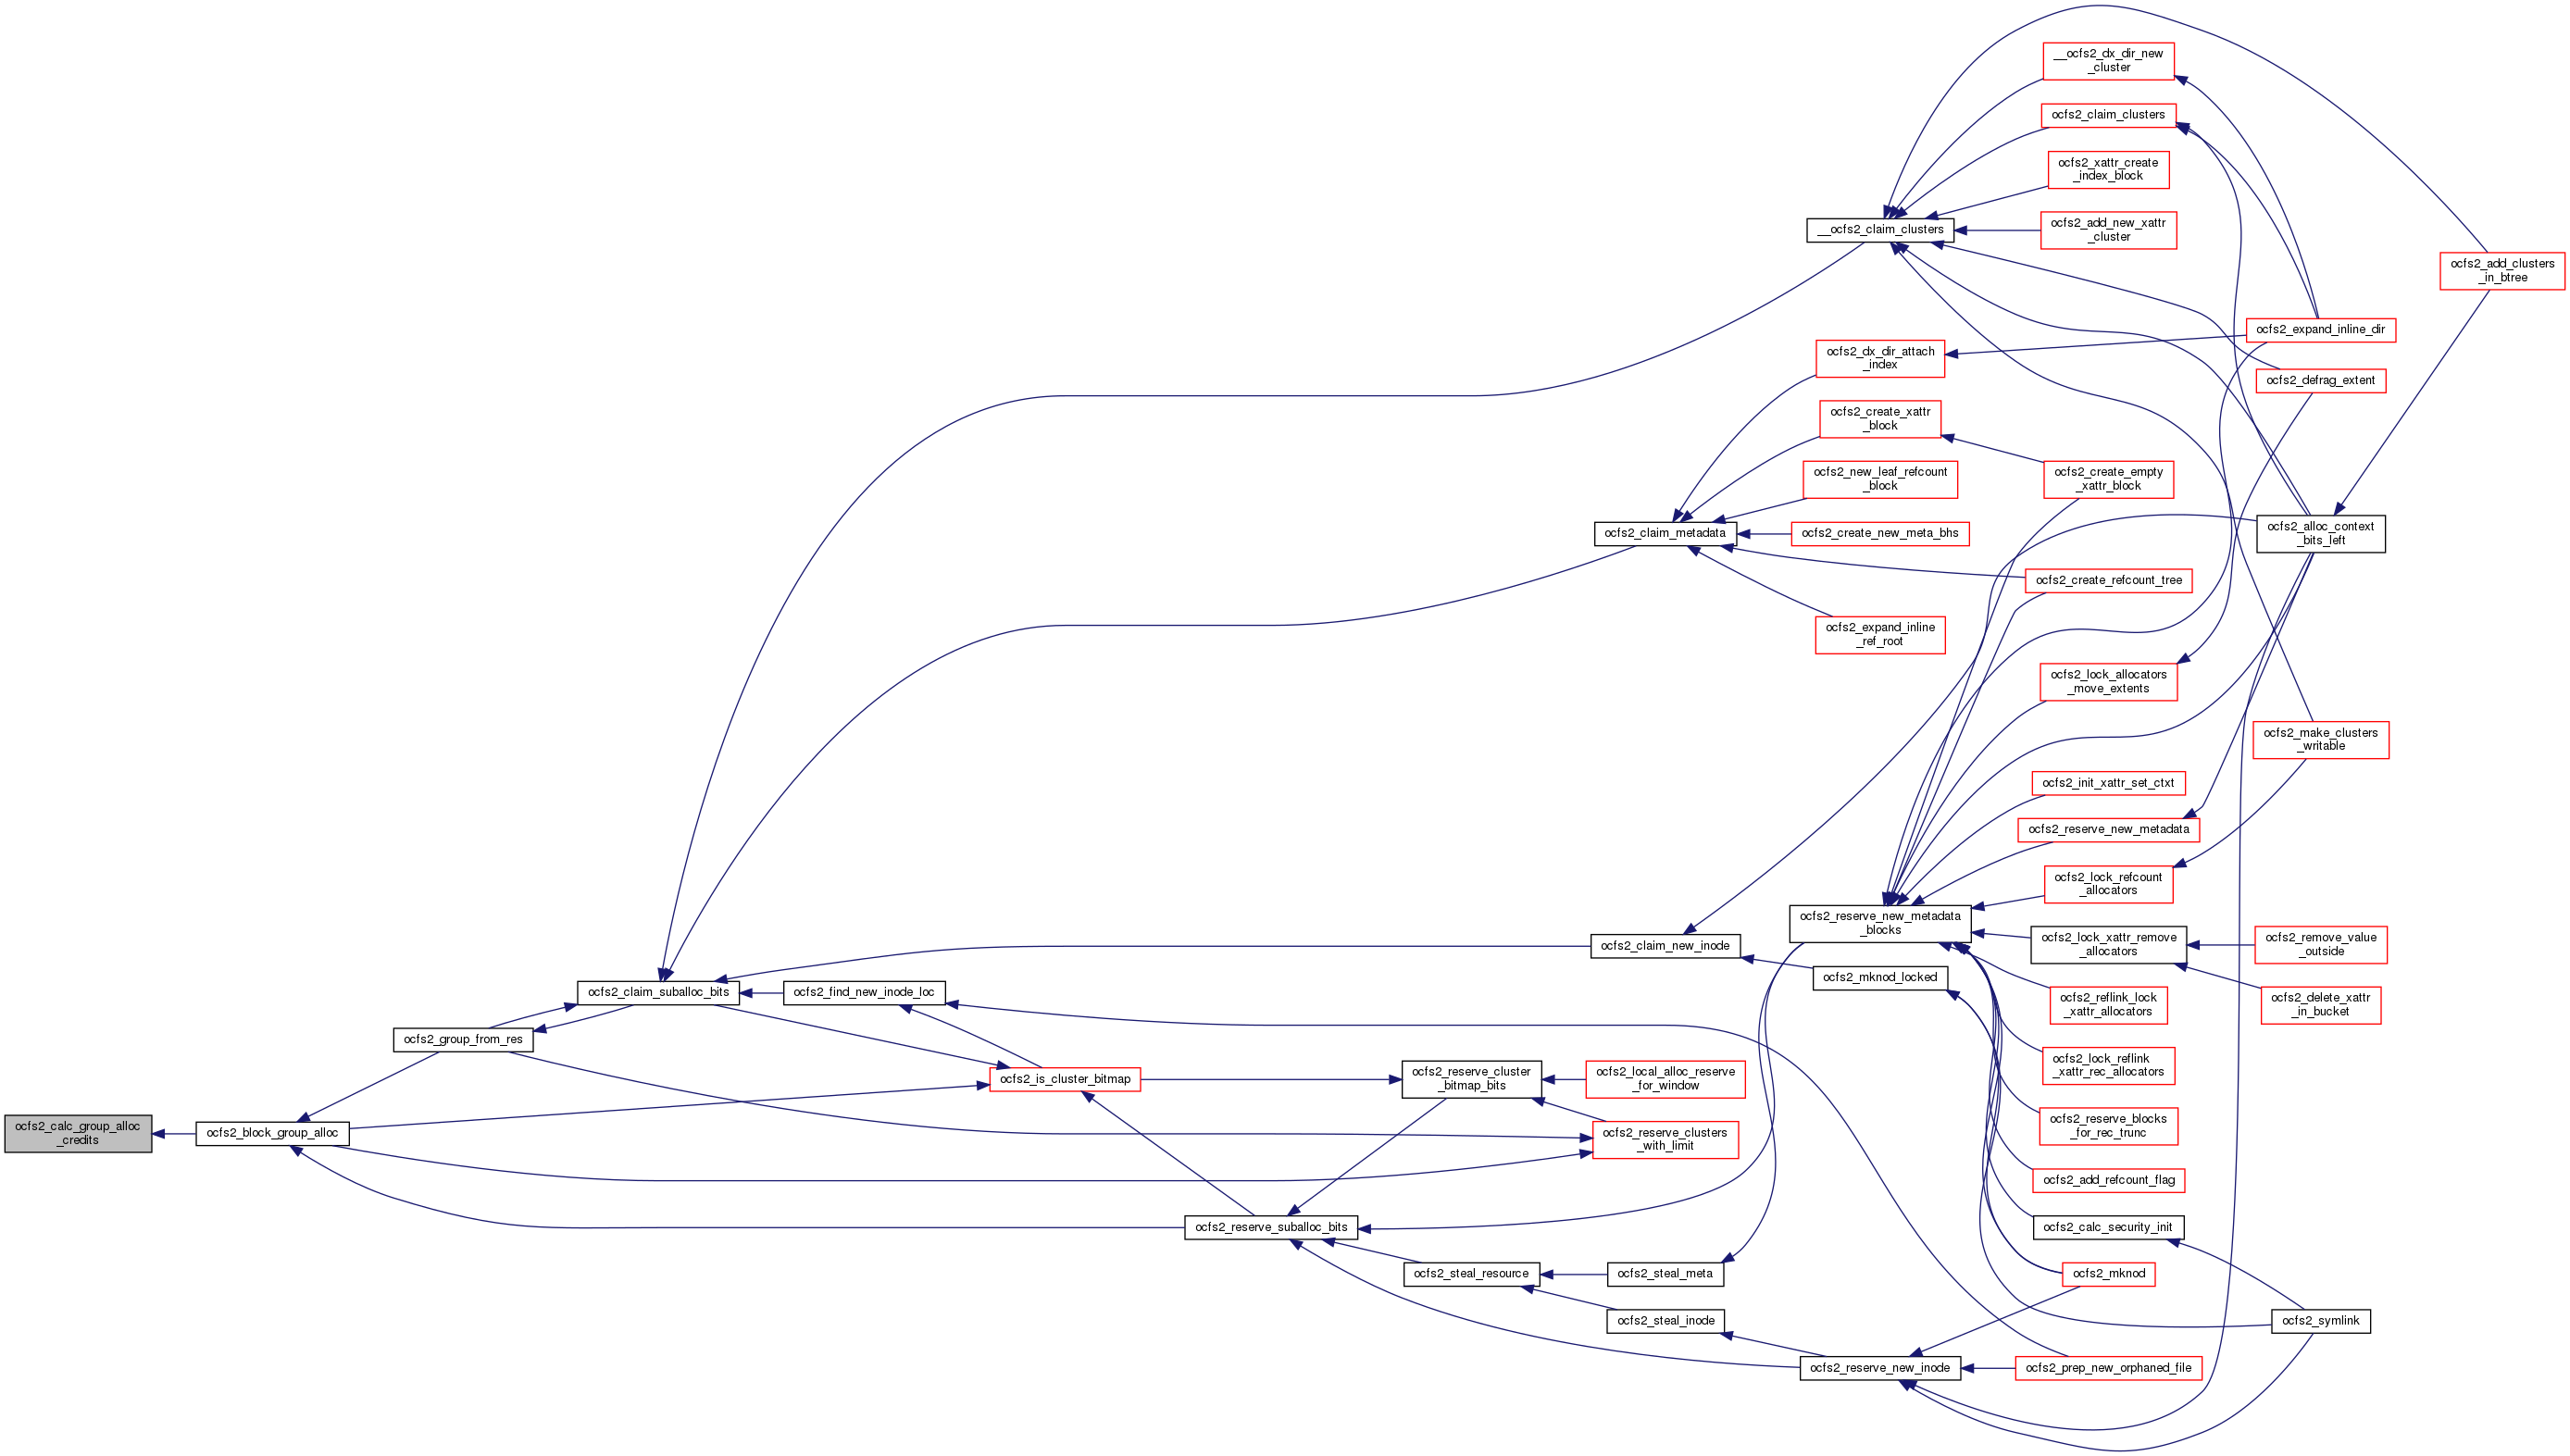 ocfs2_calc_group_alloc
_credits
ocfs2_block_group_alloc
ocfs2_group_from_res
ocfs2_claim_suballoc_bits
ocfs2_find_new_inode_loc
ocfs2_is_cluster_bitmap
ocfs2_reserve_clusters
_with_limit
ocfs2_reserve_suballoc_bits
ocfs2_reserve_cluster
_bitmap_bits
ocfs2_steal_resource
ocfs2_local_alloc_reserve
_for_window
ocfs2_steal_meta
ocfs2_steal_inode
__ocfs2_claim_clusters
ocfs2_dx_dir_attach
_index
ocfs2_create_xattr
_block
ocfs2_new_leaf_refcount
_block
ocfs2_claim_metadata
ocfs2_create_new_meta_bhs
ocfs2_expand_inline
_ref_root
ocfs2_claim_new_inode
ocfs2_reserve_new_metadata
_blocks
ocfs2_mknod_locked
ocfs2_reserve_new_inode
__ocfs2_dx_dir_new
_cluster
ocfs2_claim_clusters
ocfs2_xattr_create
_index_block
ocfs2_add_new_xattr
_cluster
ocfs2_create_empty
_xattr_block
ocfs2_create_refcount_tree
ocfs2_lock_allocators
_move_extents
ocfs2_init_xattr_set_ctxt
ocfs2_reserve_new_metadata
ocfs2_lock_refcount
_allocators
ocfs2_lock_xattr_remove
_allocators
ocfs2_reflink_lock
_xattr_allocators
ocfs2_lock_reflink
_xattr_rec_allocators
ocfs2_reserve_blocks
_for_rec_trunc
ocfs2_add_refcount_flag
ocfs2_calc_security_init
ocfs2_mknod
ocfs2_prep_new_orphaned_file
ocfs2_expand_inline_dir
ocfs2_defrag_extent
ocfs2_alloc_context
_bits_left
ocfs2_make_clusters
_writable
ocfs2_remove_value
_outside
ocfs2_delete_xattr
_in_bucket
ocfs2_symlink
ocfs2_add_clusters
_in_btree